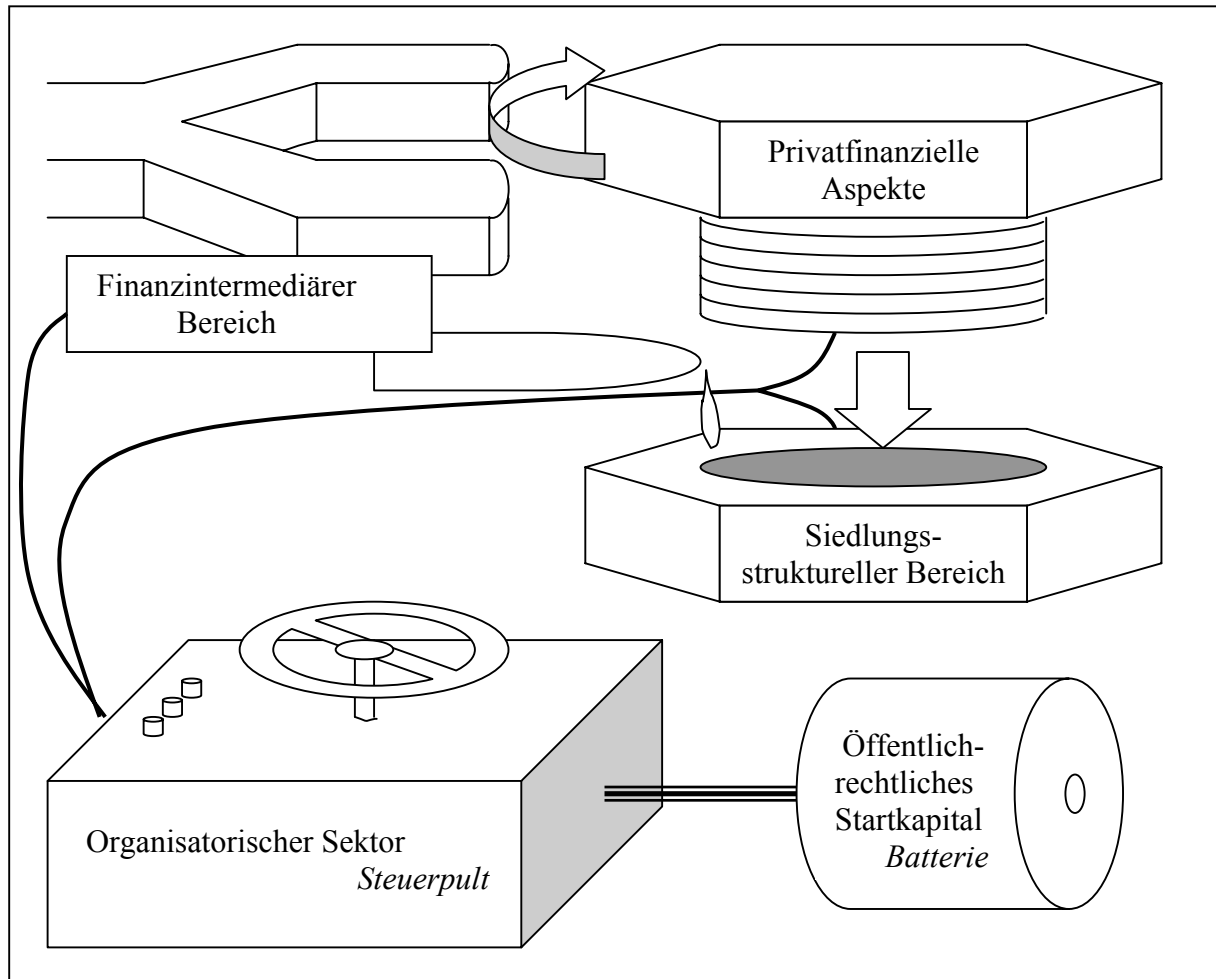 Privatfinanzielle
Aspekte
Finanzintermediärer
Bereich
Siedlungs-
struktureller Bereich
Organisatorischer Sektor
Steuerpult
Öffentlich-
rechtliches
Startkapital
Batterie